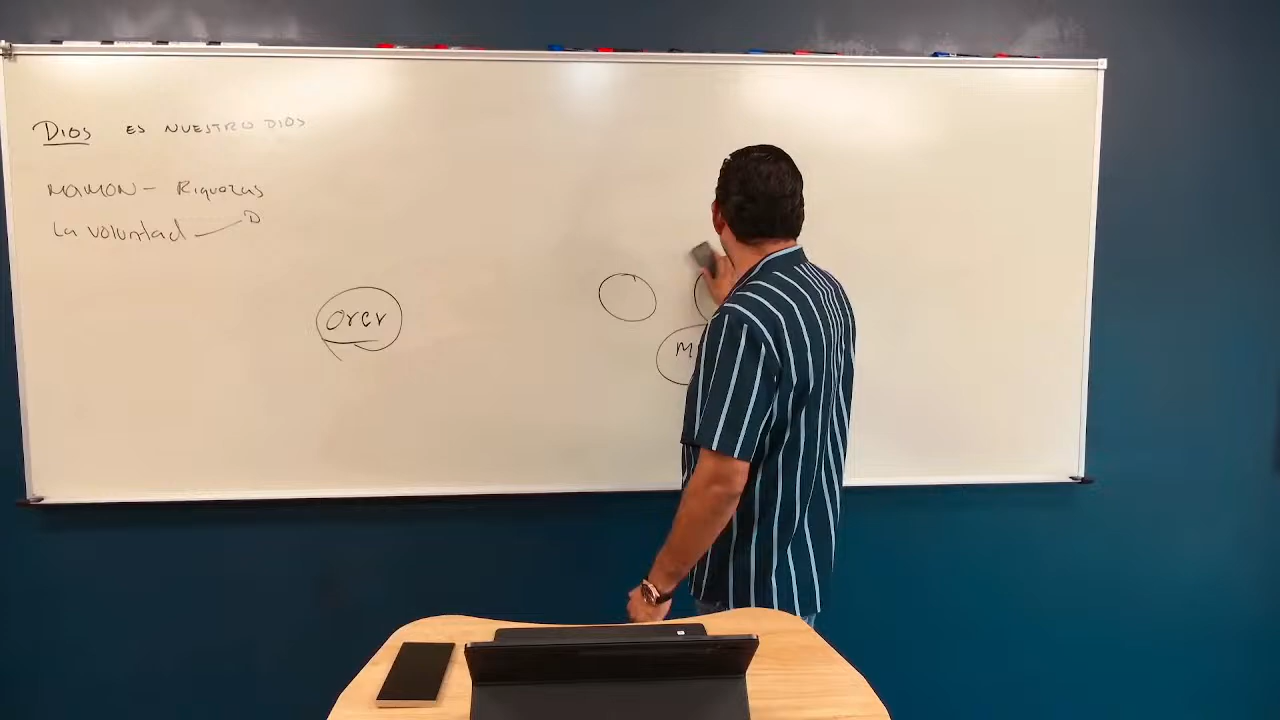 DIOS ES NUESTRO DIOS
MAMON - Riquezas
La voluntad - D
orar
M